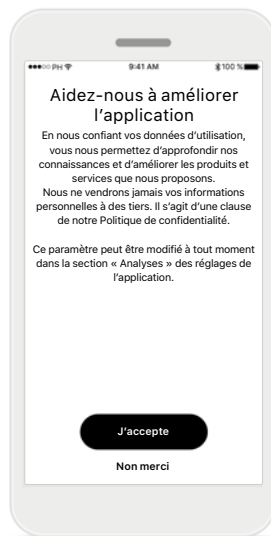 PH 9:41 AM 100 %
Aidez-nous à améliorer
l’application
En nous confiant vos données d’utilisation,
vous nous permettez d’approfondir nos
connaissances et d’améliorer les produits et
services que nous proposons.
Nous ne vendrons jamais vos informations
personnelles à des tiers. Il s’agit d’une clause
de notre Politique de confidentialité.
Ce paramètre peut être modifié à tout moment
dans la section « Analyses » des réglages de
l’application.
J’accepte
Non merci